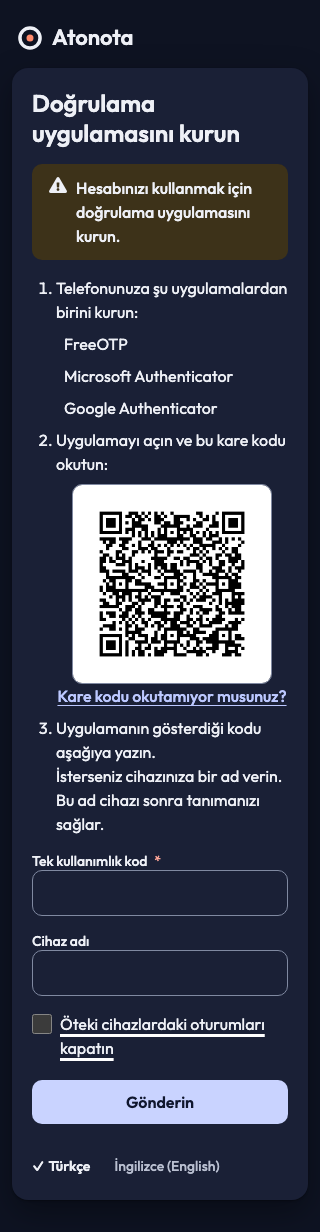 Atonota
Doğrulama
uygulamasını kurun
Hesabınızı kullanmak için
doğrulama uygulamasını
kurun.
1. Telefonunuza şu uygulamalardan
birini kurun:
FreeOTP
Microsoft Authenticator
Google Authenticator
2. Uygulamayı açın ve bu kare kodu
okutun:
Kare kodu okutamıyor musunuz?
3. Uygulamanın gösterdiği kodu
aşağıya yazın.
İsterseniz cihazınıza bir ad verin.
Bu ad cihazı sonra tanımanızı
sağlar.
Tek kullanımlık kod *
Cihaz adı
Öteki cihazlardaki oturumları
kapatın
Gönderin
Türkçe İngilizce (English)